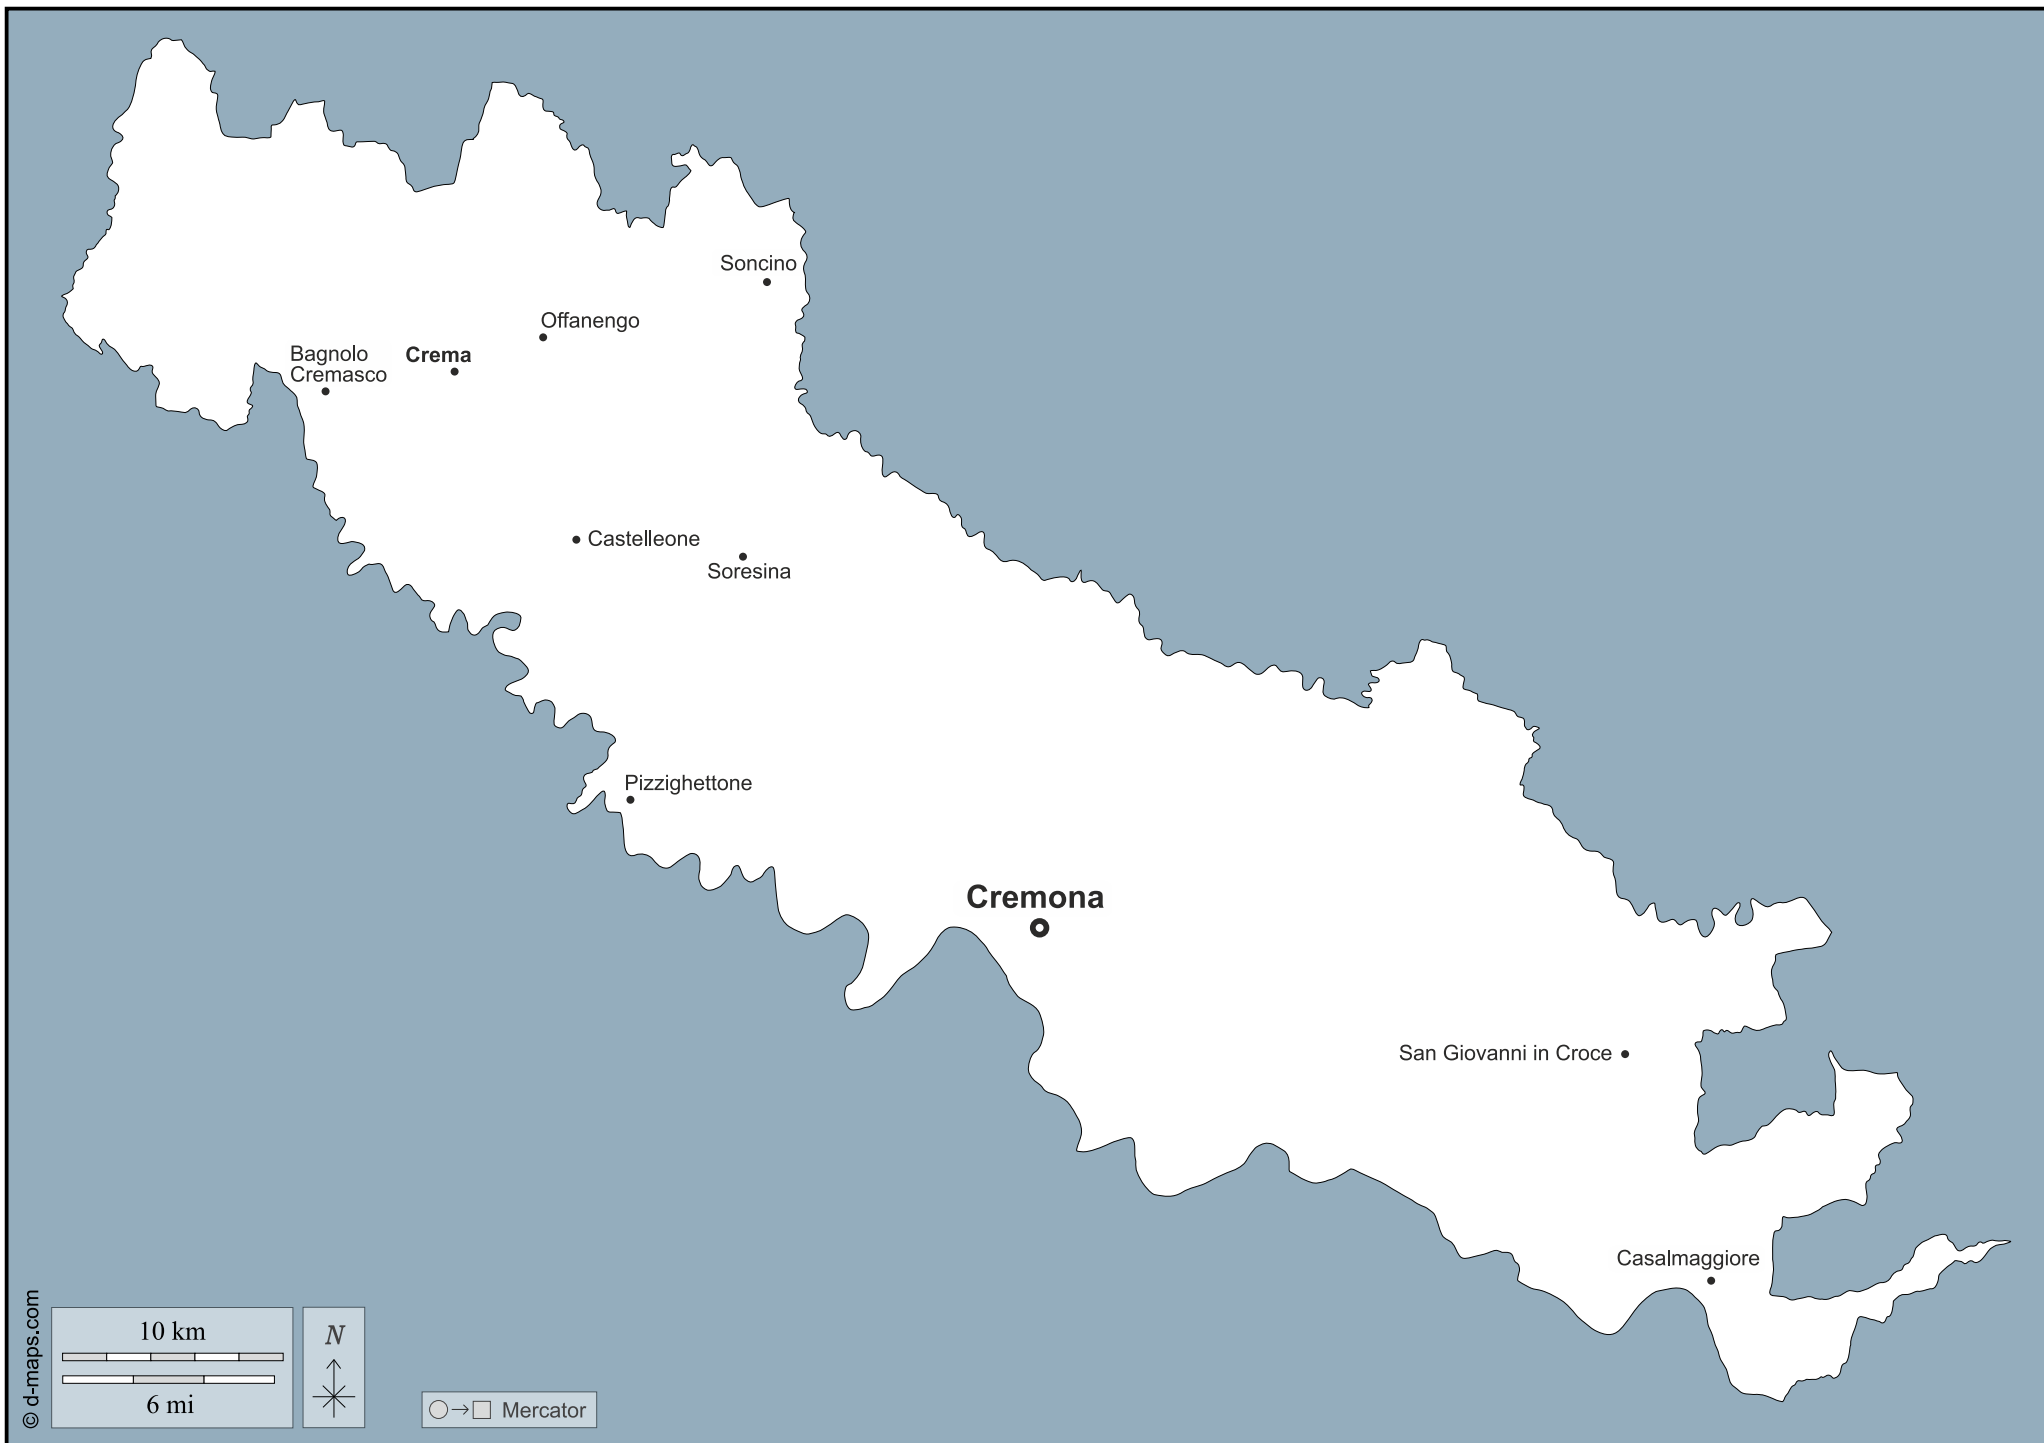 Soncino
Offanengo
Bagnolo
Cremasco
Crema
Castelleone
Soresina
Pizzighettone
Cremona
San Giovanni in Croce
Casalmaggiore
© d-maps.com
10 km
6 mi
N
Mercator